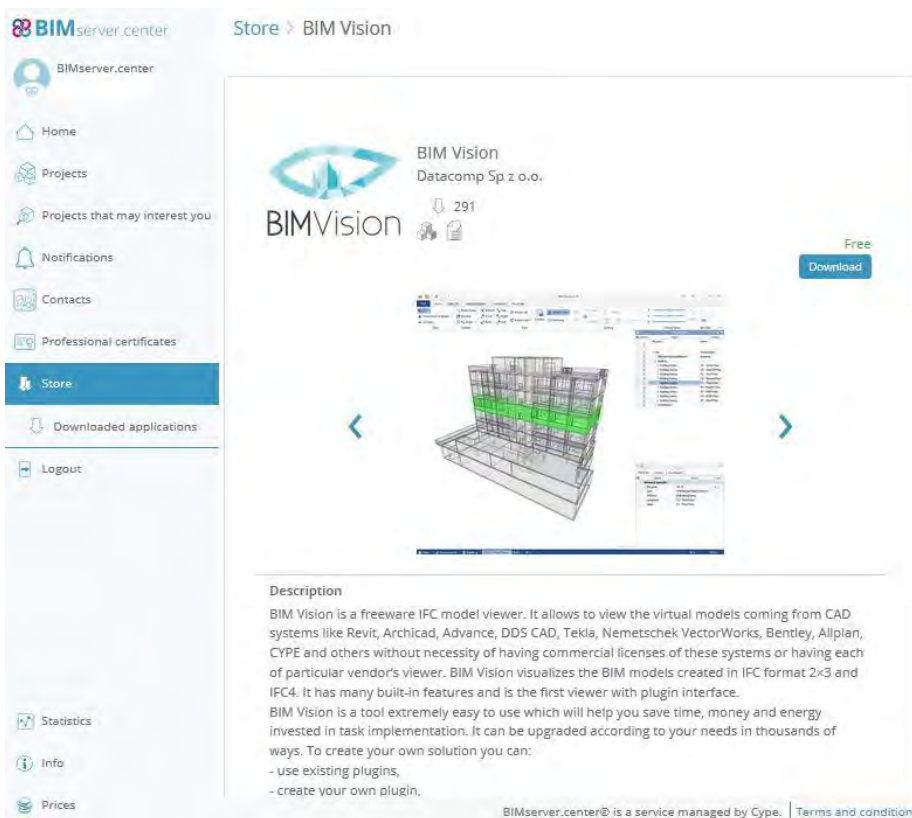 BIMserver.center
Store > BIM Vision
BIMserver.center
Home
Projects
Projects that may interest you
Notifications
Contacts
Professional certificates
Store
Downloaded applications
Logout
Statistics
Info
Prices
BIMVision
BIM Vision
Datacomp Sp z o.o.
291
Free
Download
Description
BIM Vision is a freeware IFC model viewer. It allows to view the virtual models coming from CAD
systems like Revit, Archicad, Advance, DDS CAD, Tekla, Nemetschek VectorWorks, Bentley, Allplan,
CYPE and others without necessity of having commercial licenses of these systems or having each
of particular vendor's viewer. BIM Vision visualizes the BIM models created in IFC format 2×3 and
IFC4. It has many built-in features and is the first viewer with plugin interface.
BIM Vision is a tool extremely easy to use which will help you save time, money and energy
invested in task implementation. It can be upgraded according to your needs in thousands of
ways. To create your own solution you can:
- use existing plugins,
- create your own plugin,
BIMserver.center® is a service managed by Cype. | Terms and condition